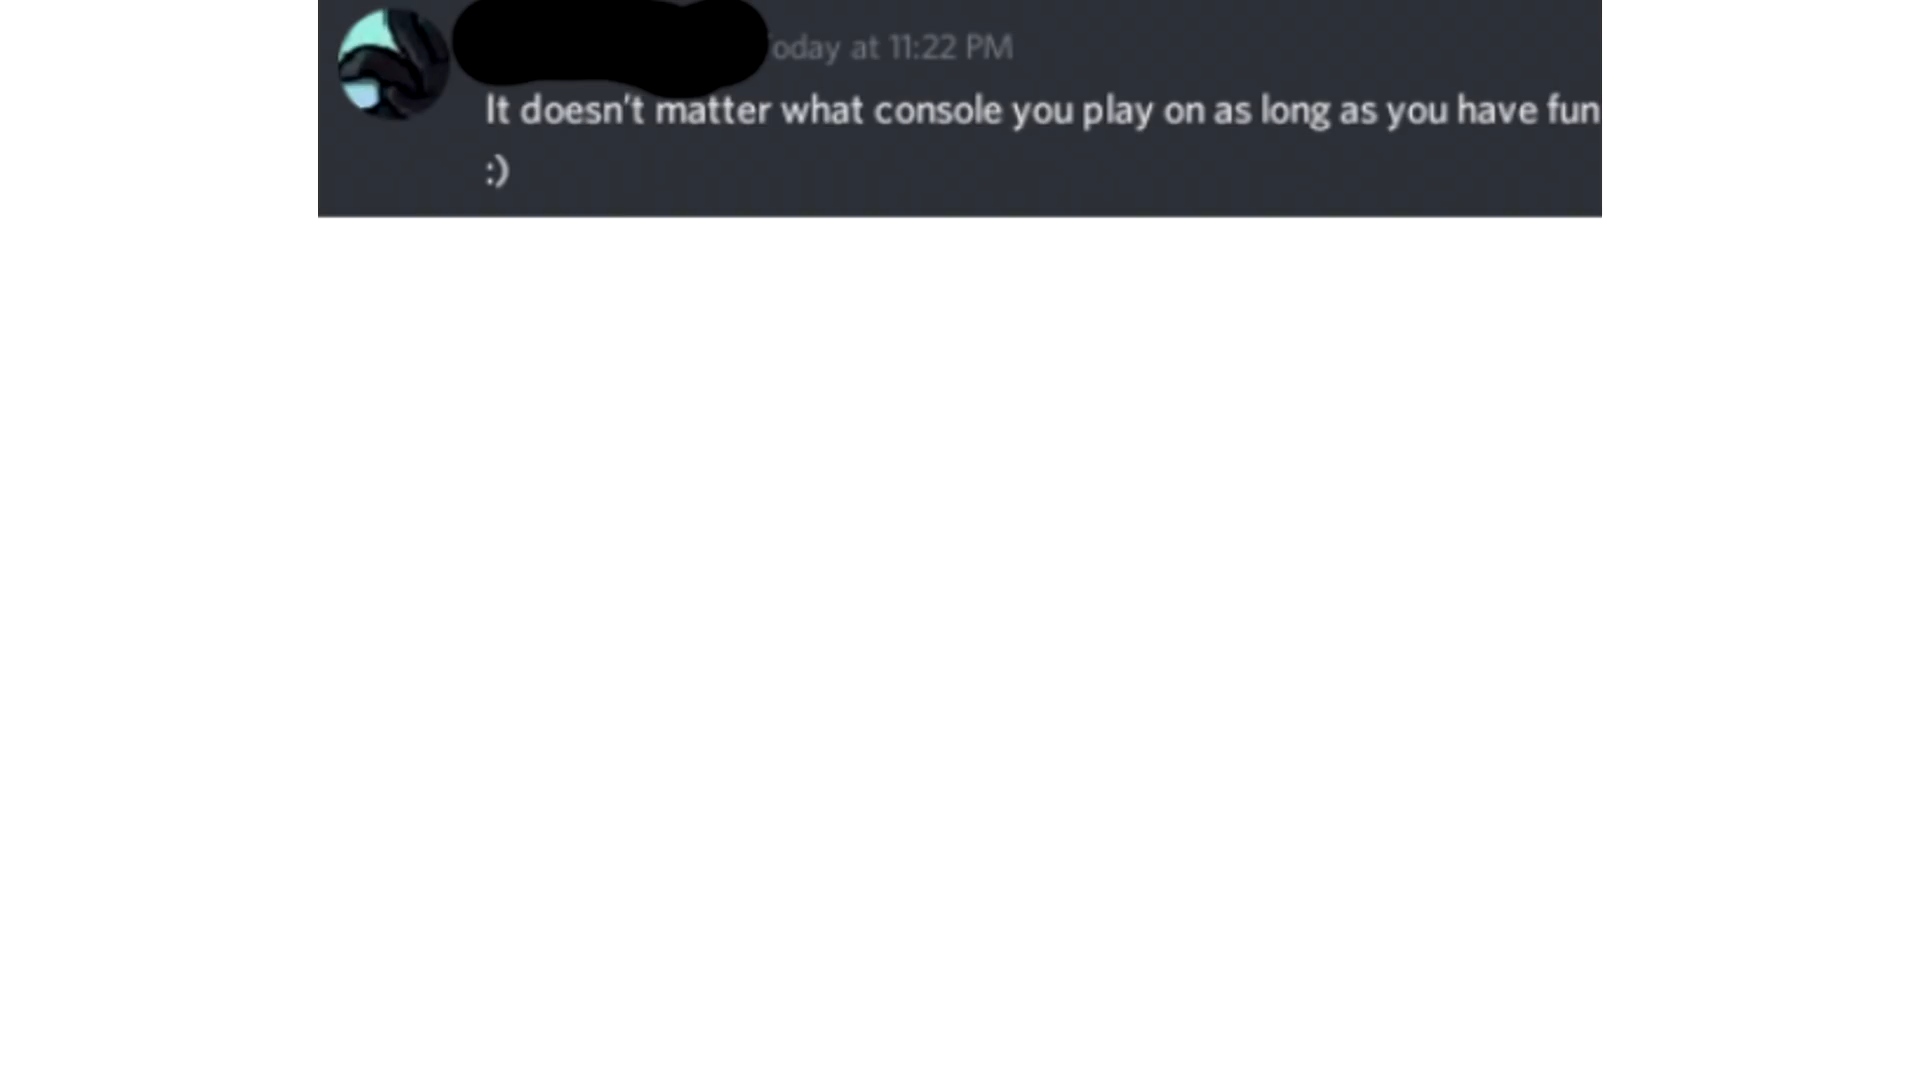 oday at 11:22 PM
It doesn't matter what console you play on as long as you have fun
:)